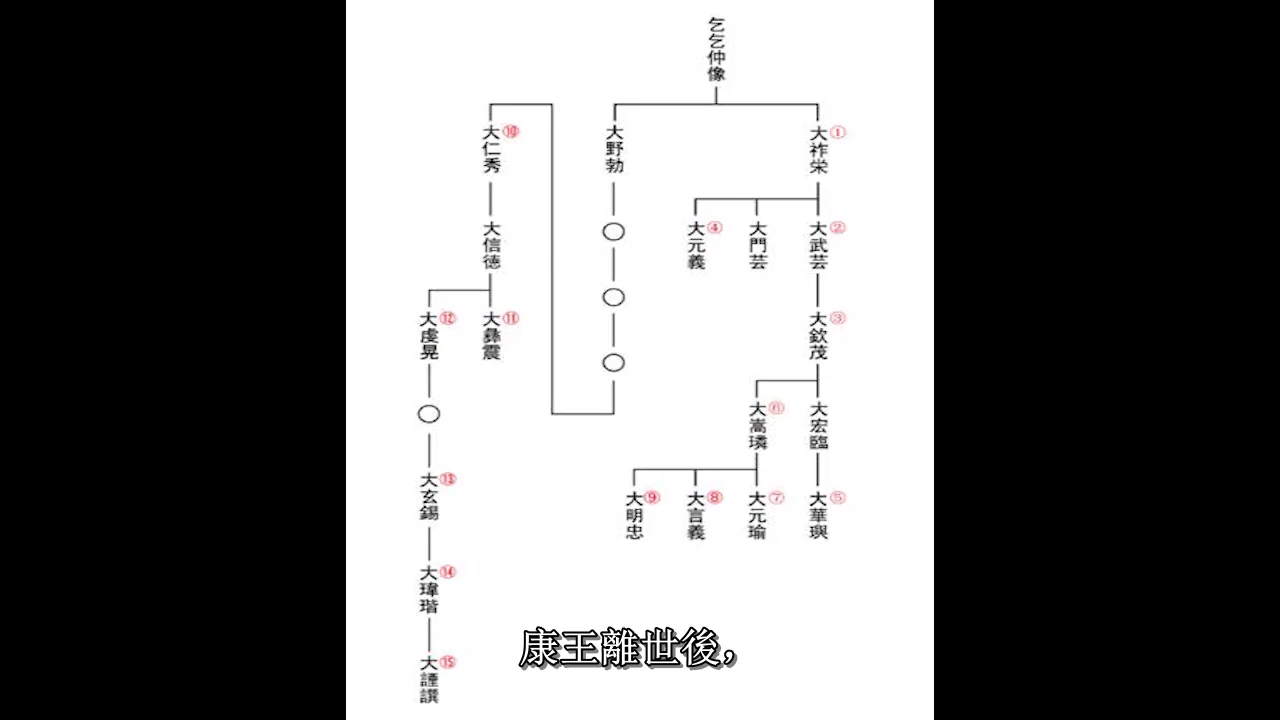 乞乞仲像
大祚栄①
大野勃
大仁秀⑩
大武芸②
大門芸
大元義④
大信徳
大欽茂③
大彝震⑪
大虔晃⑫
大宏臨
大嵩璘⑥
大華璵⑤
大元瑜⑦
大言義⑧
大明忠⑨
大玄錫⑬
大瑋瑎⑭
大諲譔⑮
康王離世後，